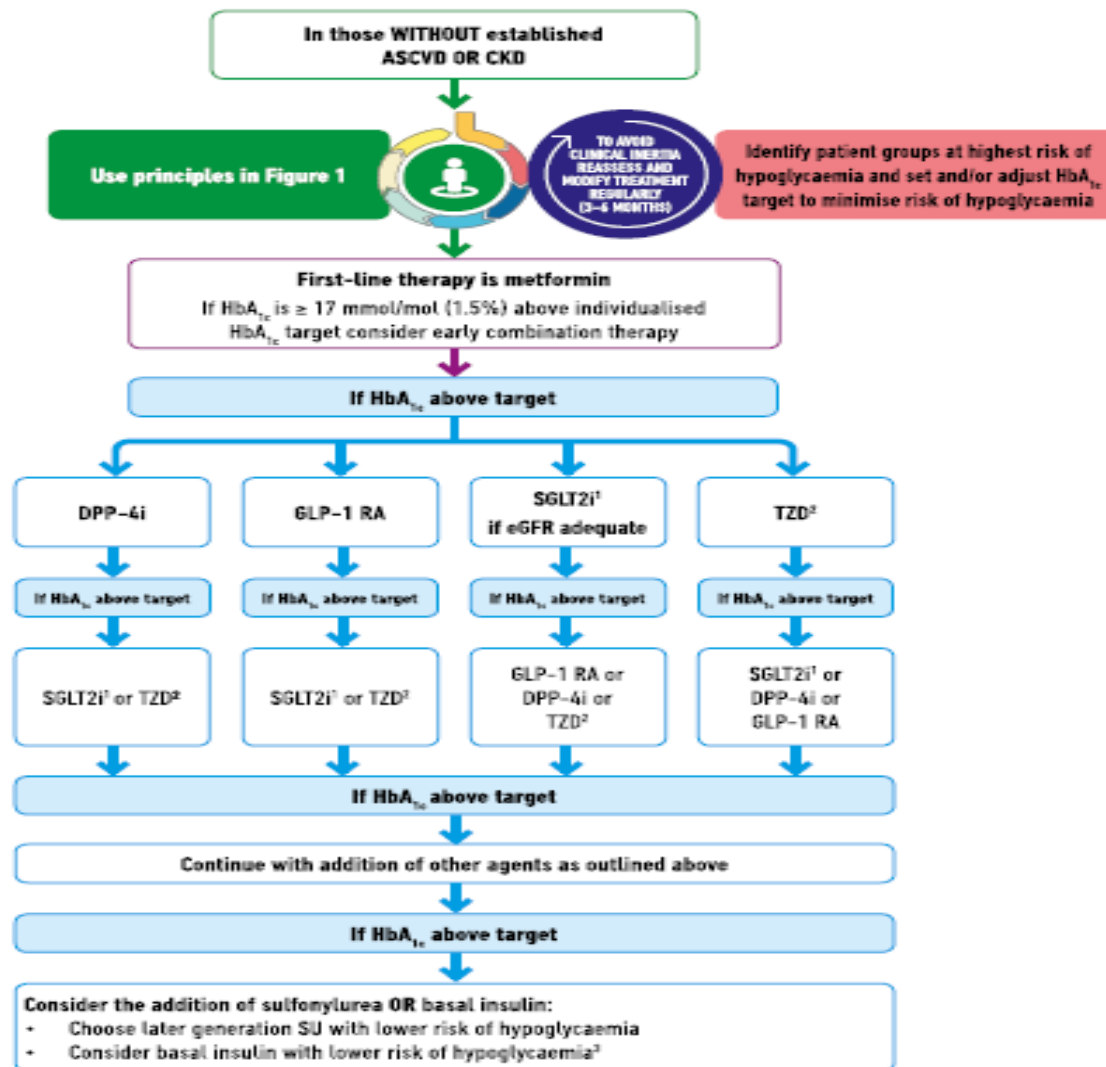 In those WITHOUT established
ASCVD OR CKD
Use principles in Figure 1
TO AVOID
CLINICAL INERTIA
REASSESS AND
MODIFY TREATMENT
REGULARLY
(3–6 MONTHS)
Identify patient groups at highest risk of
hypoglycaemia and set and/or adjust HbA1c
target to minimise risk of hypoglycaemia
First-line therapy is metformin
If HbA1c is ≥ 17 mmol/mol (1.5%) above individualised
HbA1c target consider early combination therapy
If HbA1c above target
DPP-4i
GLP-1 RA
SGLT2i¹
if eGFR adequate
TZD²
If HbA1c above target
If HbA1c above target
If HbA1c above target
If HbA1c above target
SGLT2i¹ or TZD²
SGLT2i¹ or TZD²
GLP-1 RA or
DPP-4i or
TZD²
SGLT2i¹ or
DPP-4i or
GLP-1 RA
If HbA1c above target
Continue with addition of other agents as outlined above
If HbA1c above target
Consider the addition of sulfonylurea OR basal insulin:
• Choose later generation SU with lower risk of hypoglycaemia
• Consider basal insulin with lower risk of hypoglycaemia³